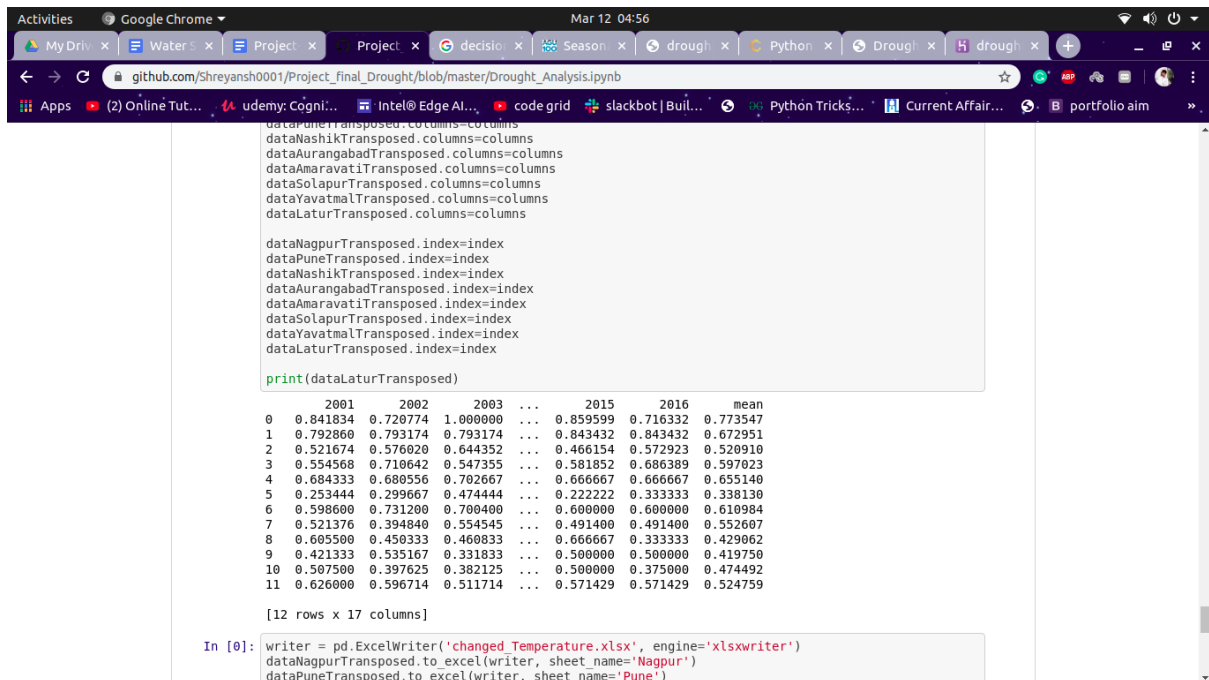 Activities Google Chrome ▾ Mar 12 04:56
My Driv × Water S × Project × Project_ × decision × Season × drough × Python × Drough × drough ×
github.com/Shreyansh0001/Project_final_Drought/blob/master/Drought_Analysis.ipynb
Apps (2) Online Tut... udemy: Cogni... Intel® Edge AI... code grid slackbot | Buil... Python Tricks... Current Affair... portfolio aim »
dataPuneTransposed.columns=columns
dataNashikTransposed.columns=columns
dataAurangabadTransposed.columns=columns
dataAmaravatiTransposed.columns=columns
dataSolapurTransposed.columns=columns
dataYavatmalTransposed.columns=columns
dataLaturTransposed.columns=columns
dataNagpurTransposed.index=index
dataPuneTransposed.index=index
dataNashikTransposed.index=index
dataAurangabadTransposed.index=index
dataAmaravatiTransposed.index=index
dataSolapurTransposed.index=index
dataYavatmalTransposed.index=index
dataLaturTransposed.index=index
print(dataLaturTransposed)
2001 2002 2003 ... 2015 2016 mean
0 0.841834 0.720774 1.000000 ... 0.859599 0.716332 0.773547
1 0.792860 0.793174 0.793174 ... 0.843432 0.843432 0.672951
2 0.521674 0.576020 0.644352 ... 0.466154 0.572923 0.520910
3 0.554568 0.710642 0.547355 ... 0.581852 0.686389 0.597023
4 0.684333 0.680556 0.702667 ... 0.666667 0.666667 0.655140
5 0.253444 0.299667 0.474444 ... 0.222222 0.333333 0.338130
6 0.598600 0.731200 0.700400 ... 0.600000 0.600000 0.610984
7 0.521376 0.394840 0.554545 ... 0.491400 0.491400 0.552607
8 0.605500 0.450333 0.460833 ... 0.666667 0.333333 0.429062
9 0.421333 0.535167 0.331833 ... 0.500000 0.500000 0.419750
10 0.507500 0.397625 0.382125 ... 0.500000 0.375000 0.474492
11 0.626000 0.596714 0.511714 ... 0.571429 0.571429 0.524759
[12 rows x 17 columns]
In [0]: writer = pd.ExcelWriter('changed_Temperature.xlsx', engine='xlsxwriter')
dataNagpurTransposed.to_excel(writer, sheet_name='Nagpur')
dataPuneTransposed.to_excel(writer, sheet_name='Pune')